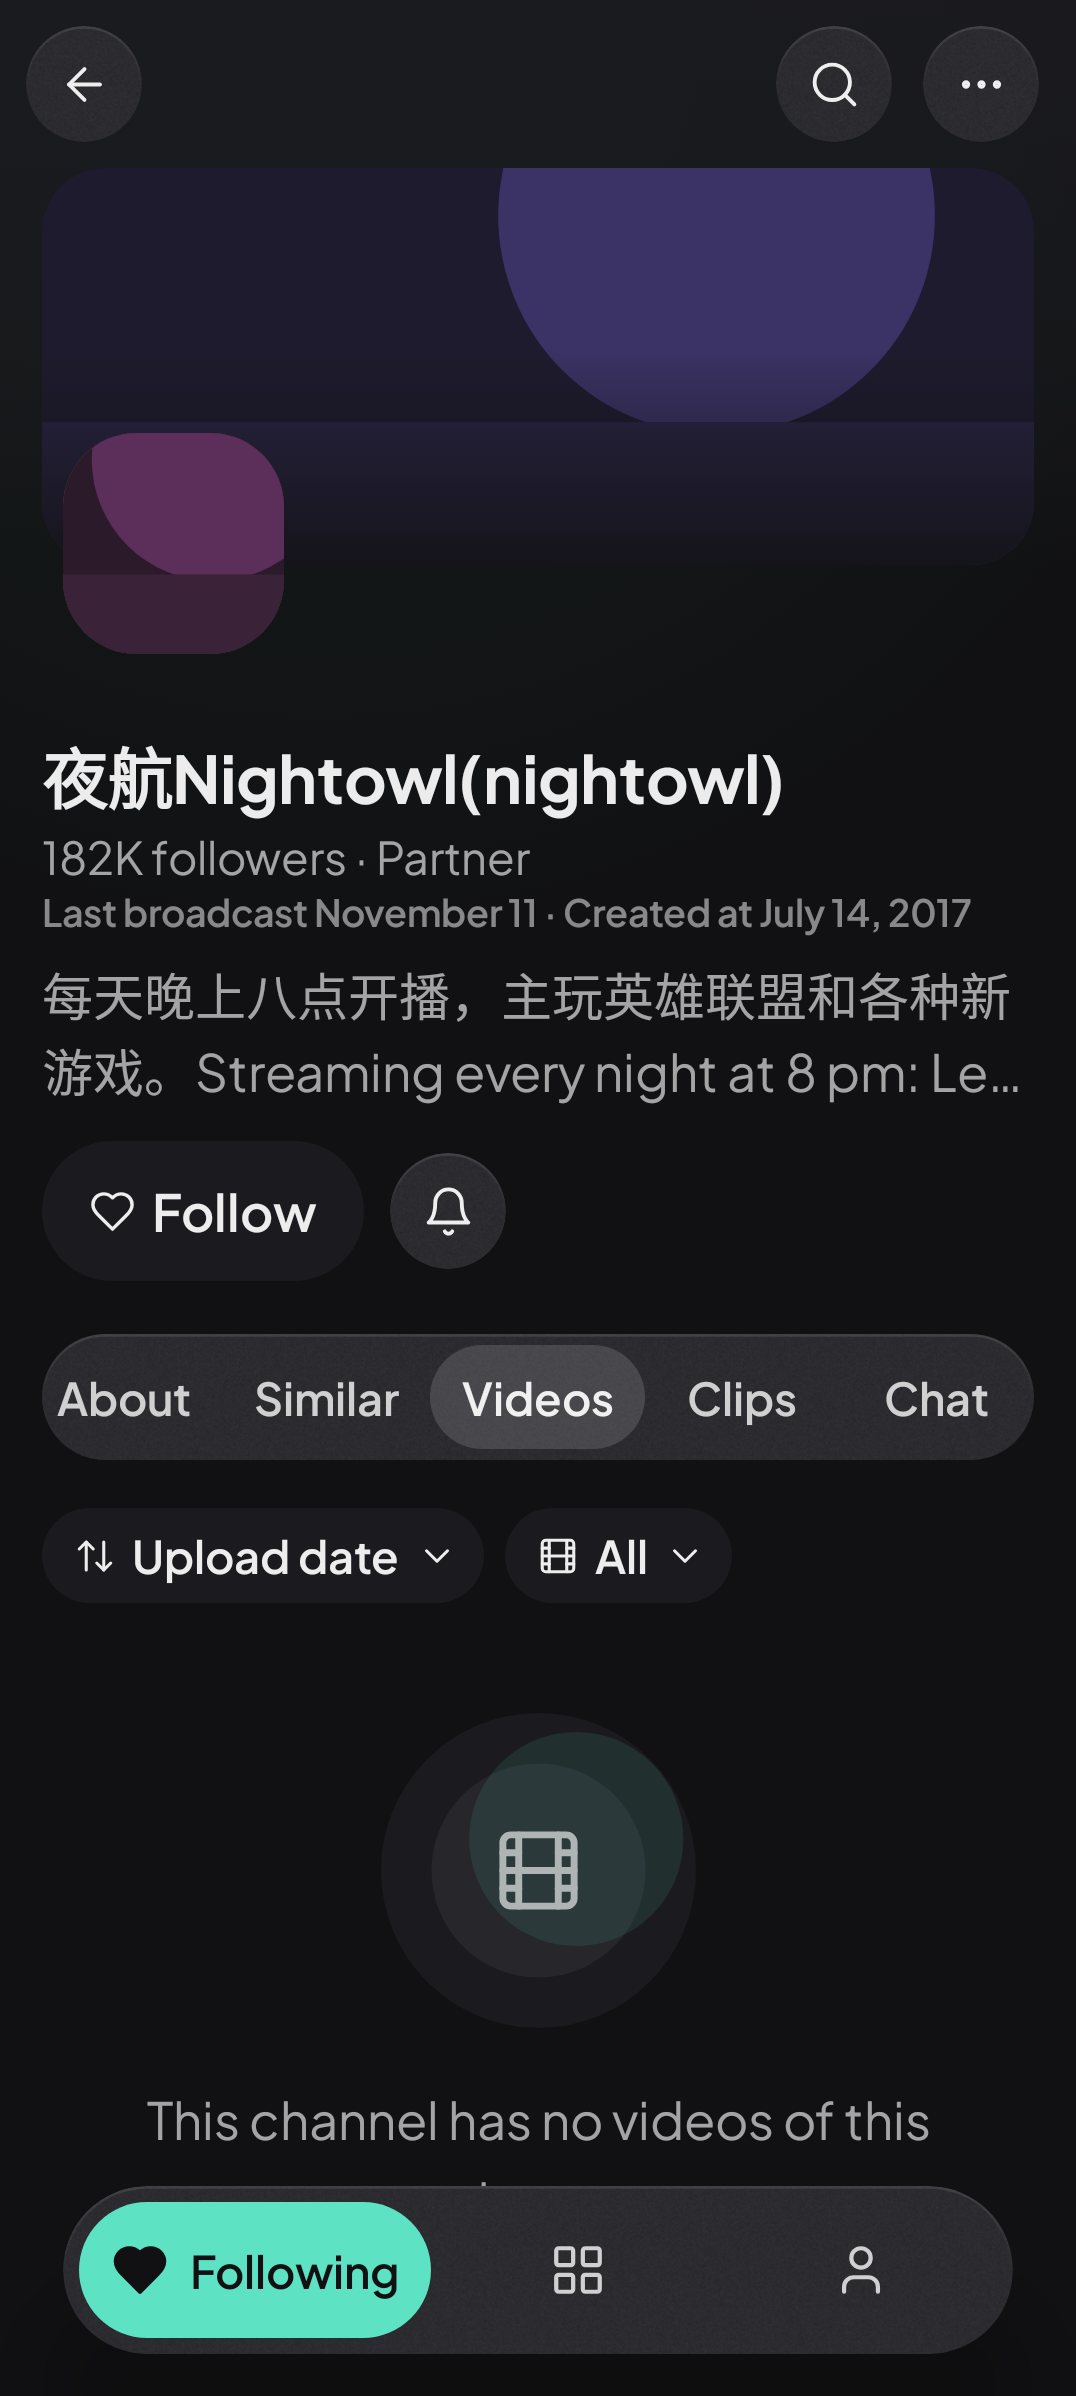 夜航Nightowl(nightowl)
182K followers · Partner
Last broadcast November 11 · Created at July 14, 2017
每天晚上八点开播，主玩英雄联盟和各种新
游戏。Streaming every night at 8 pm: Le...
Follow
About Similar Videos Clips Chat
Upload date All
This channel has no videos of this
Following